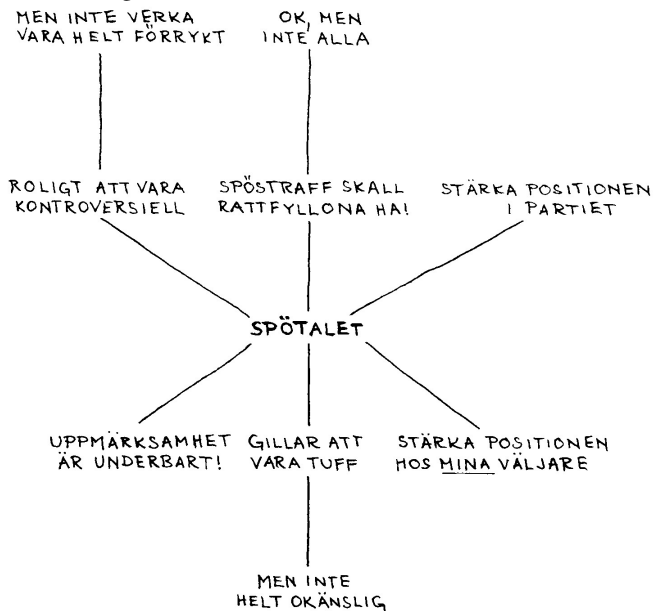 MEN INTE VERKA
VARA HELT FÖRRYKT
OK, MEN
INTE ALLA
ROLIGT ATT VARA
KONTROVERSIELL
SPÖSTRAFF SKALL
RATTFYLLONA HA!
STÄRKA POSITIONEN
I PARTIET
SPÖTALET
UPPMÄRKSAMHET
ÄR UNDERBART!
GILLAR ATT
VARA TUFF
STÄRKA POSITIONEN
HOS MINA VÄLJARE
MEN INTE
HELT OKÄNSLIG